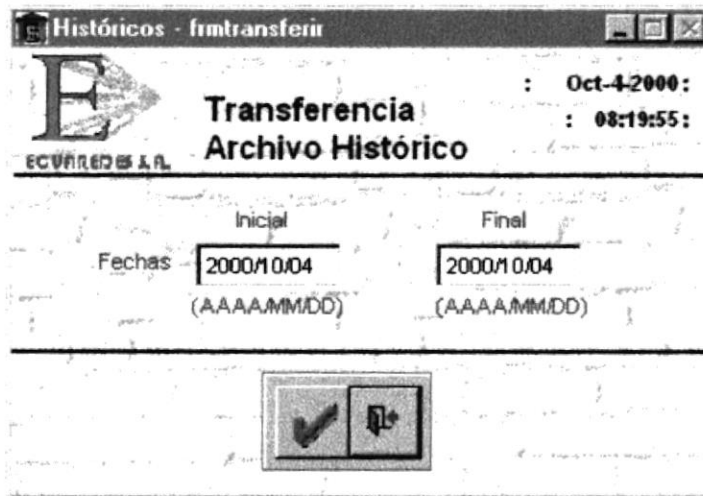 Históricos - frmtransferir
: Oct-4-2000 :
: 08:19:55 :
E
ECUAREDES S.A.
Transferencia
Archivo Histórico
Inicial Final
Fechas 2000/10/04 2000/10/04
(AAAA/MM/DD) (AAAA/MM/DD)